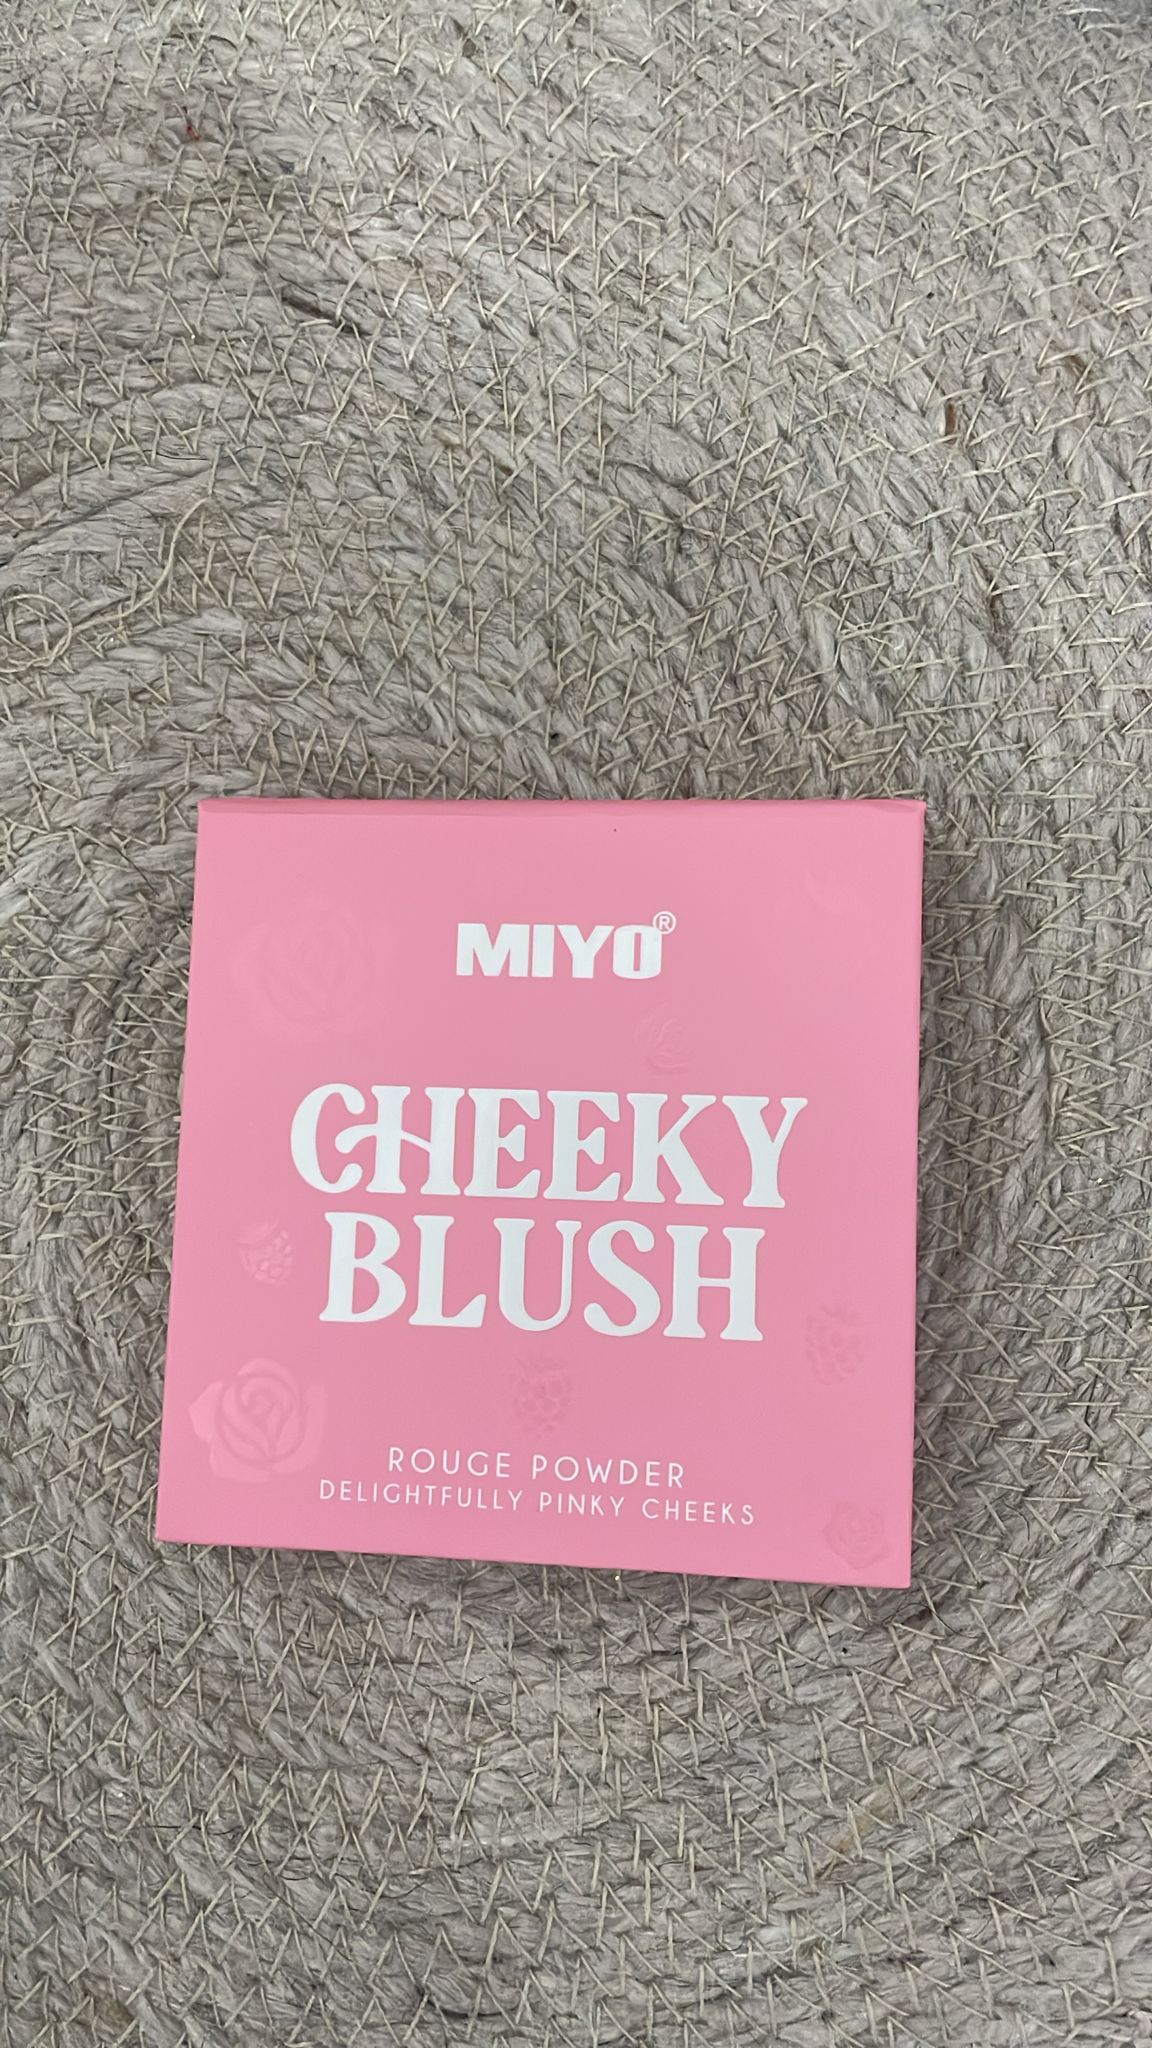 MIYO®
CHEEKY
BLUSH
ROUGE POWDER
DELIGHTFULLY PINKY CHEEKS